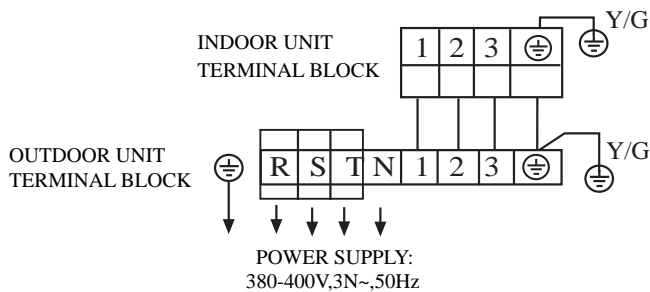 INDOOR UNIT
TERMINAL BLOCK
1 2 3
Y/G
OUTDOOR UNIT
TERMINAL BLOCK
R S T N 1 2 3
Y/G
POWER SUPPLY:
380-400V,3N~,50Hz